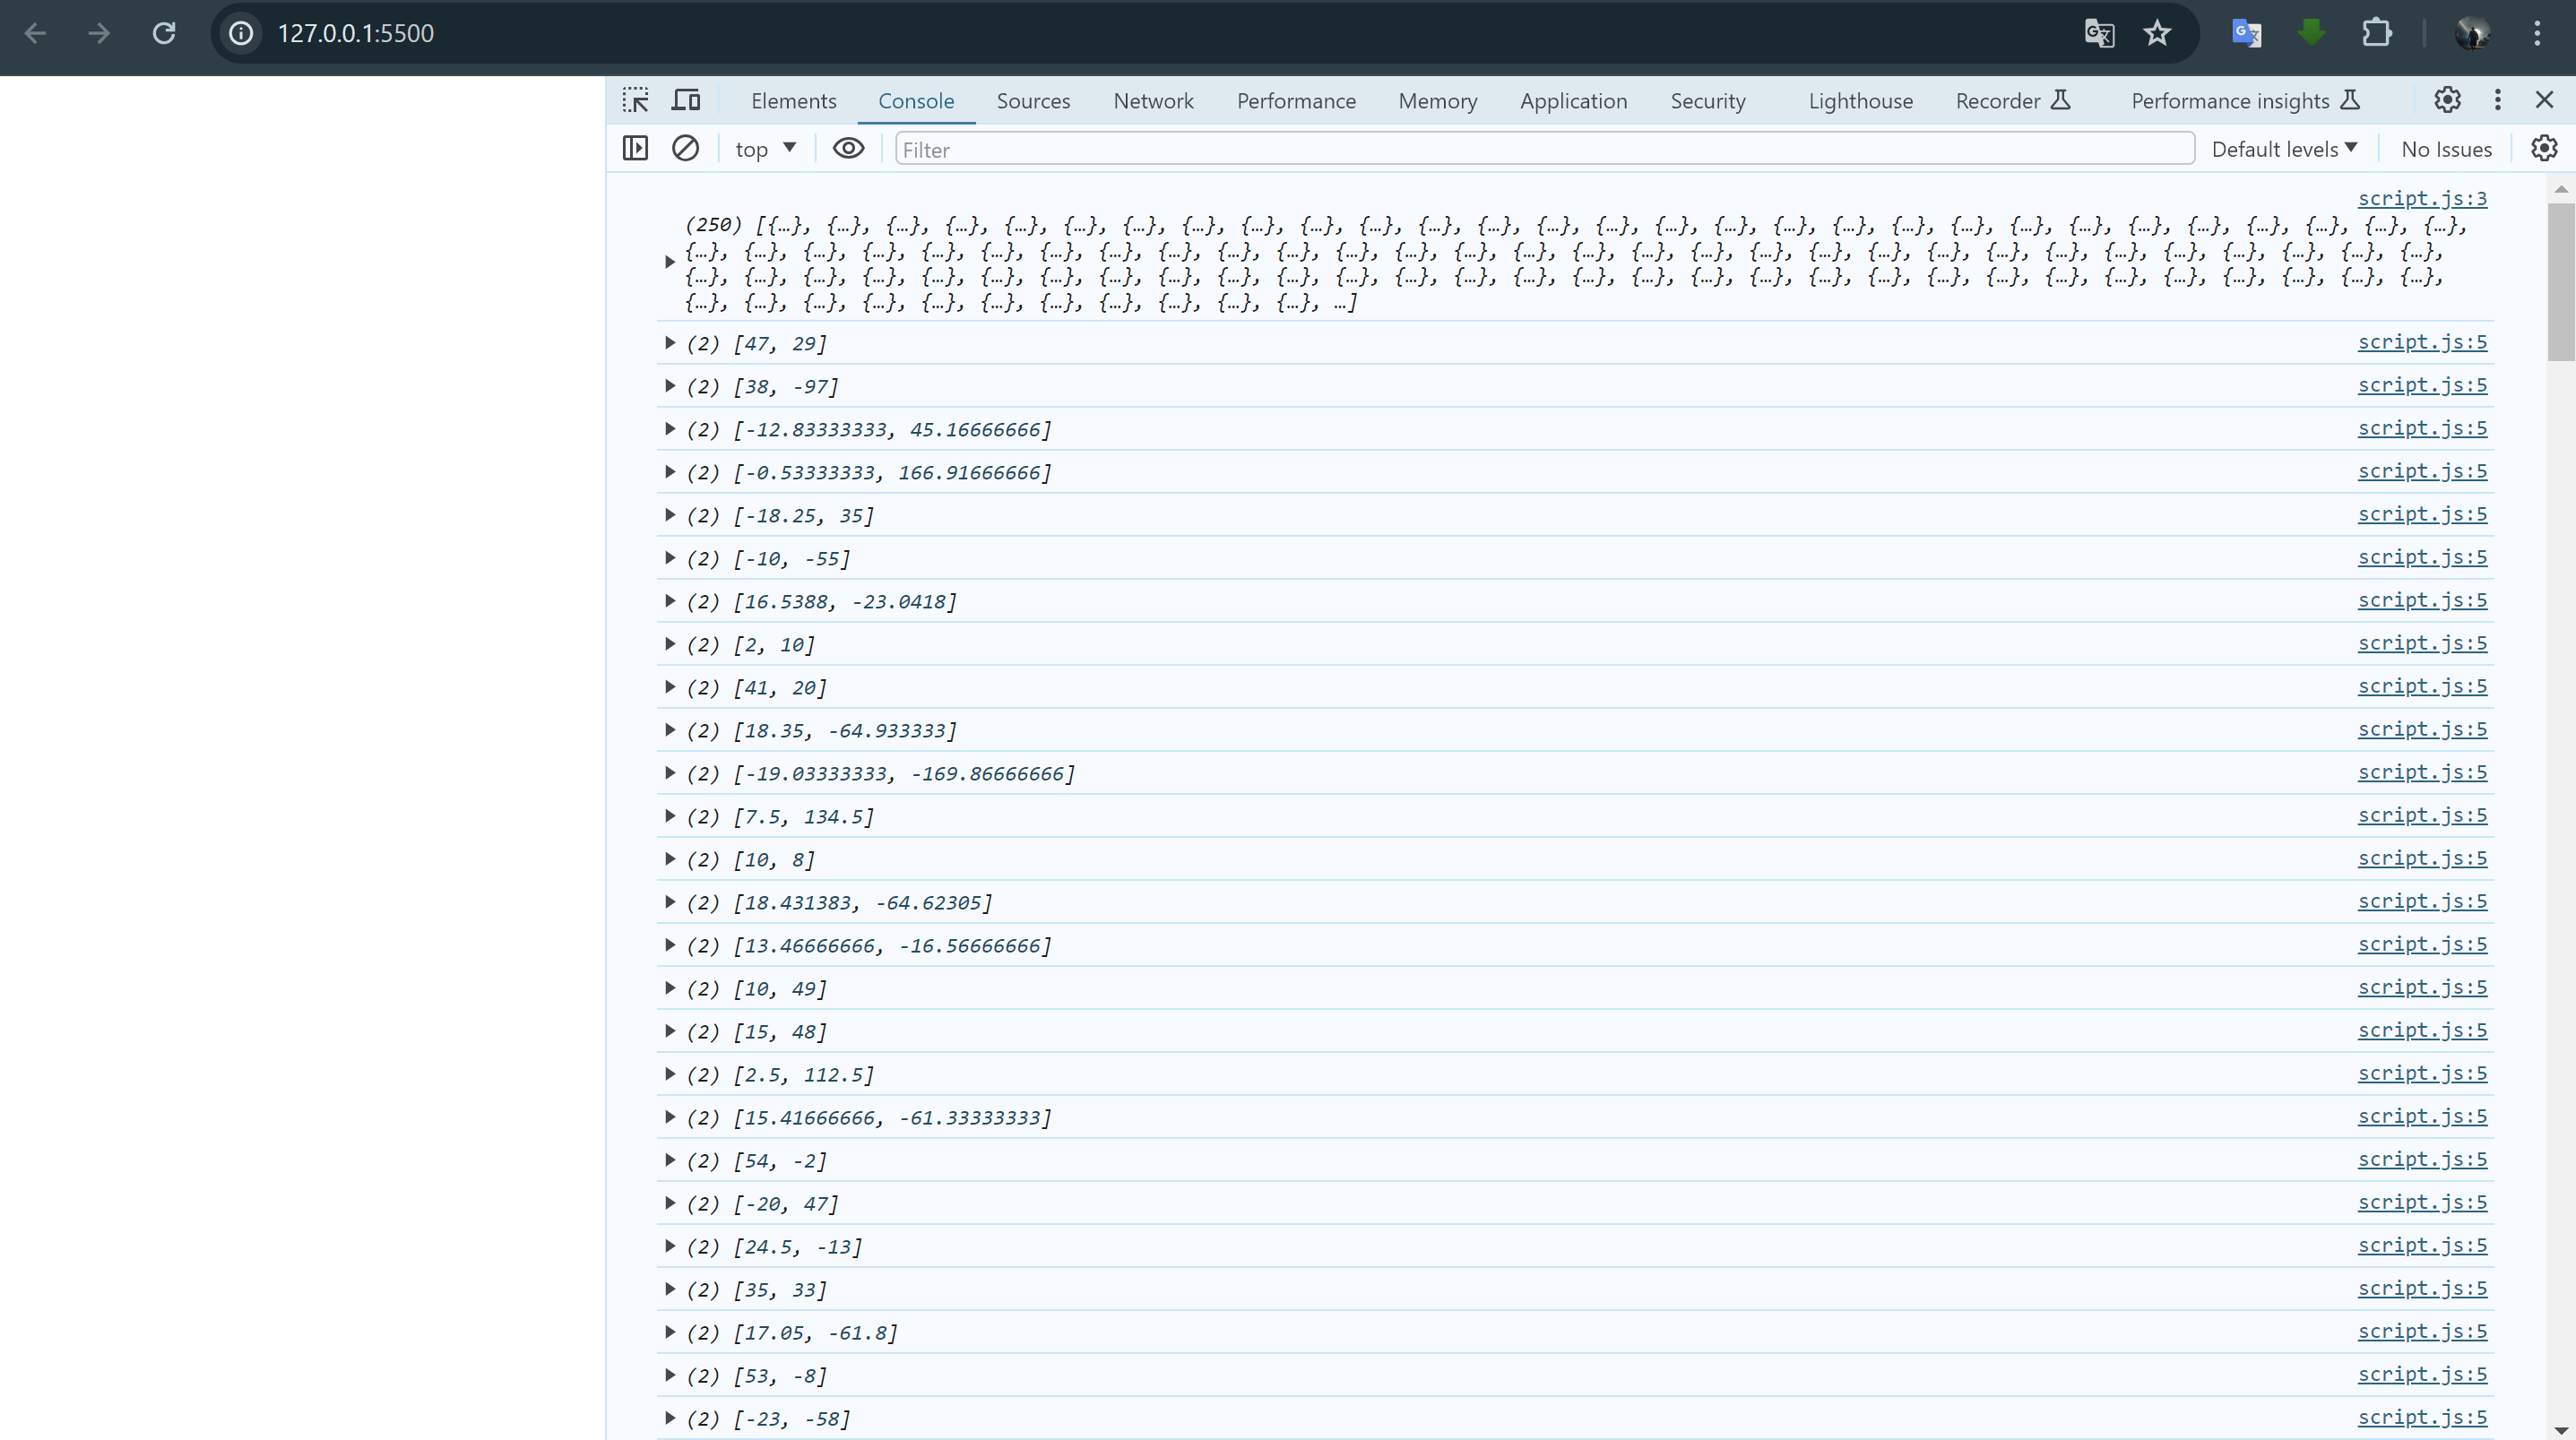 127.0.0.1:5500
Elements Console Sources Network Performance Memory Application Security Lighthouse Recorder Performance insights
top Filter Default levels No Issues
script.js:3
(250) [{…}, {…}, {…}, {…}, {…}, {…}, {…}, {…}, {…}, {…}, {…}, {…}, {…}, {…}, {…}, {…}, {…}, {…}, {…}, {…}, {…}, {…}, {…}, {…}, {…}, {…}, {…}, {…}, {…},
{…}, {…}, {…}, {…}, {…}, {…}, {…}, {…}, {…}, {…}, {…}, {…}, {…}, {…}, {…}, {…}, {…}, {…}, {…}, {…}, {…}, {…}, {…}, {…}, {…}, {…}, {…}, {…}, {…}, {…},
{…}, {…}, {…}, {…}, {…}, {…}, {…}, {…}, {…}, {…}, {…}, {…}, {…}, {…}, {…}, {…}, {…}, {…}, {…}, {…}, {…}, {…}, {…}, {…}, {…}, {…}, {…}, {…}, {…}, {…},
{…}, {…}, {…}, {…}, {…}, {…}, {…}, {…}, {…}, {…}, {…}, …]
(2) [47, 29] script.js:5
(2) [38, -97] script.js:5
(2) [-12.83333333, 45.16666666] script.js:5
(2) [-0.53333333, 166.91666666] script.js:5
(2) [-18.25, 35] script.js:5
(2) [-10, -55] script.js:5
(2) [16.5388, -23.0418] script.js:5
(2) [2, 10] script.js:5
(2) [41, 20] script.js:5
(2) [18.35, -64.933333] script.js:5
(2) [-19.03333333, -169.86666666] script.js:5
(2) [7.5, 134.5] script.js:5
(2) [10, 8] script.js:5
(2) [18.431383, -64.62305] script.js:5
(2) [13.46666666, -16.56666666] script.js:5
(2) [10, 49] script.js:5
(2) [15, 48] script.js:5
(2) [2.5, 112.5] script.js:5
(2) [15.41666666, -61.33333333] script.js:5
(2) [54, -2] script.js:5
(2) [-20, 47] script.js:5
(2) [24.5, -13] script.js:5
(2) [35, 33] script.js:5
(2) [17.05, -61.8] script.js:5
(2) [53, -8] script.js:5
(2) [-23, -58] script.js:5